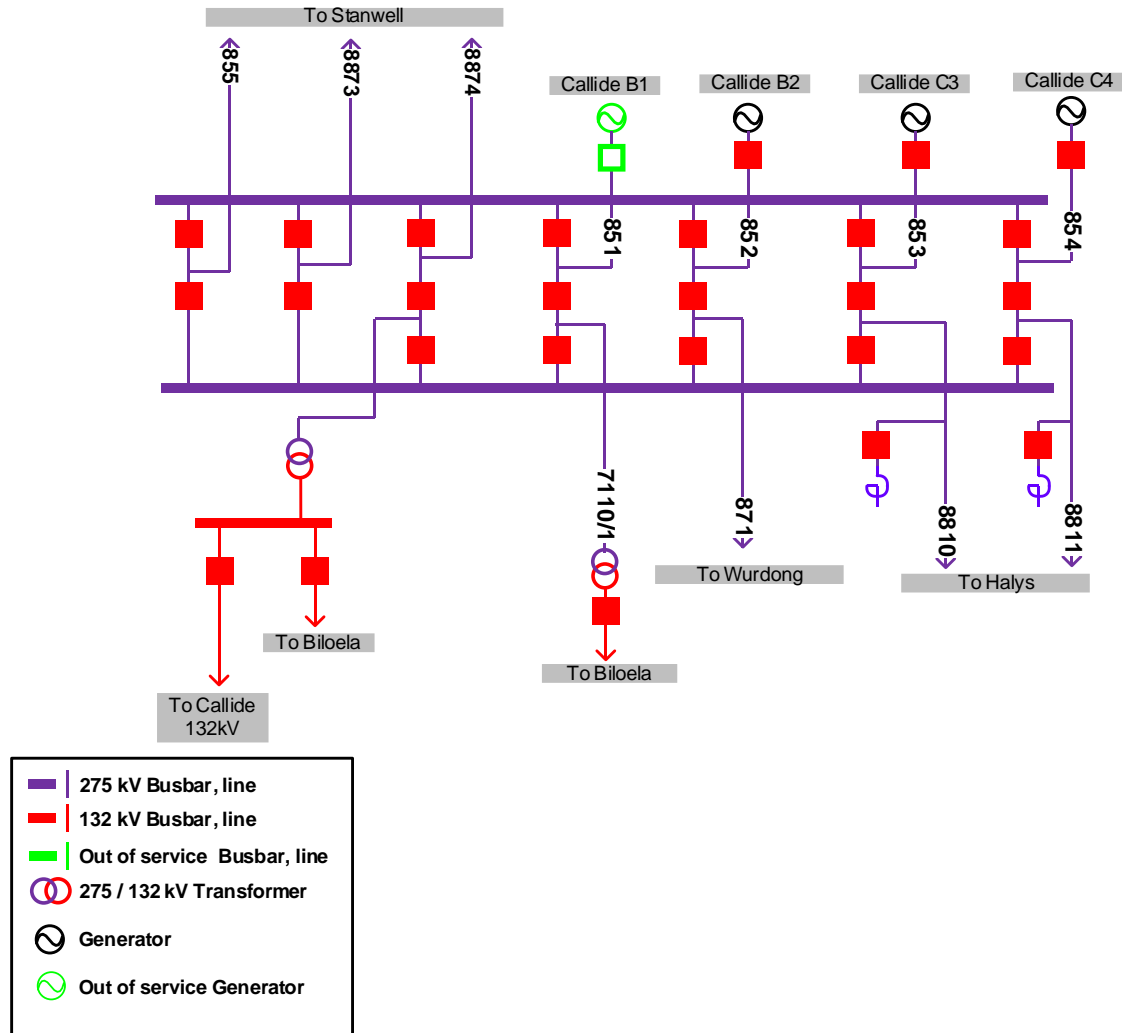 To Stanwell
855
8873
8874
Callide B1
Callide B2
Callide C3
Callide C4
851
852
853
854
7110/1
871
8810
8811
To Wurdong
To Halys
To Biloela
To Biloela
To Callide
132kV
275 kV Busbar, line
132 kV Busbar, line
Out of service Busbar, line
275 / 132 kV Transformer
Generator
Out of service Generator